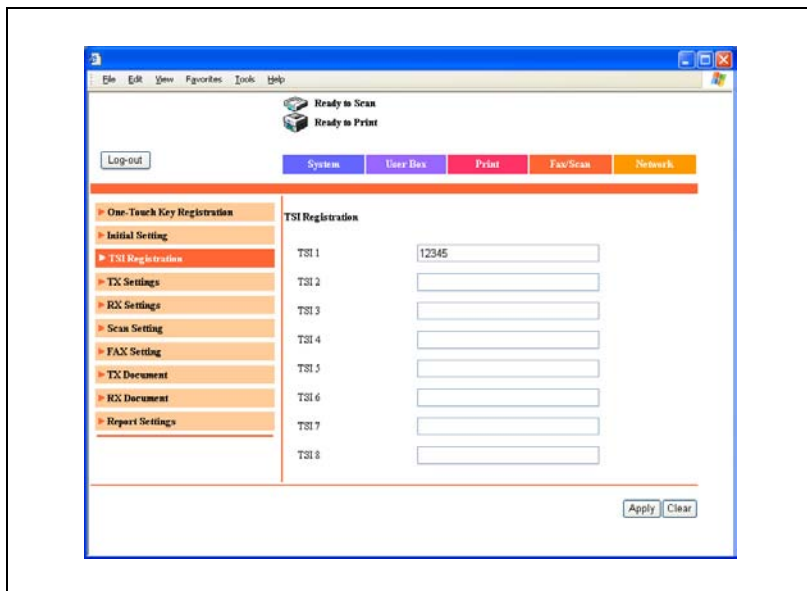 File Edit View Favorites Tools Help
Ready to Scan
Ready to Print
Log-out
System User Box Print Fax/Scan Network
One-Touch Key Registration
Initial Setting
TSI Registration
TX Settings
RX Settings
Scan Setting
FAX Setting
TX Document
RX Document
Report Settings
TSI Registration
TSI 1 12345
TSI 2
TSI 3
TSI 4
TSI 5
TSI 6
TSI 7
TSI 8
Apply Clear